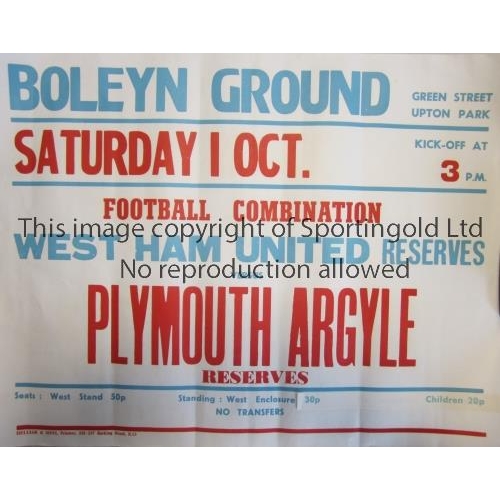 BOLEYN GROUND
GREEN STREET
UPTON PARK
SATURDAY 1 OCT.
KICK-OFF AT
3 P.M.
FOOTBALL COMBINATION
This image copyright of Sportingold Ltd
WEST HAM UNITED RESERVES
No reproduction allowed
PLYMOUTH ARGYLE
RESERVES
Seats : West Stand 50p
Standing : West Enclosure 30p
Children 20p
NO TRANSFERS